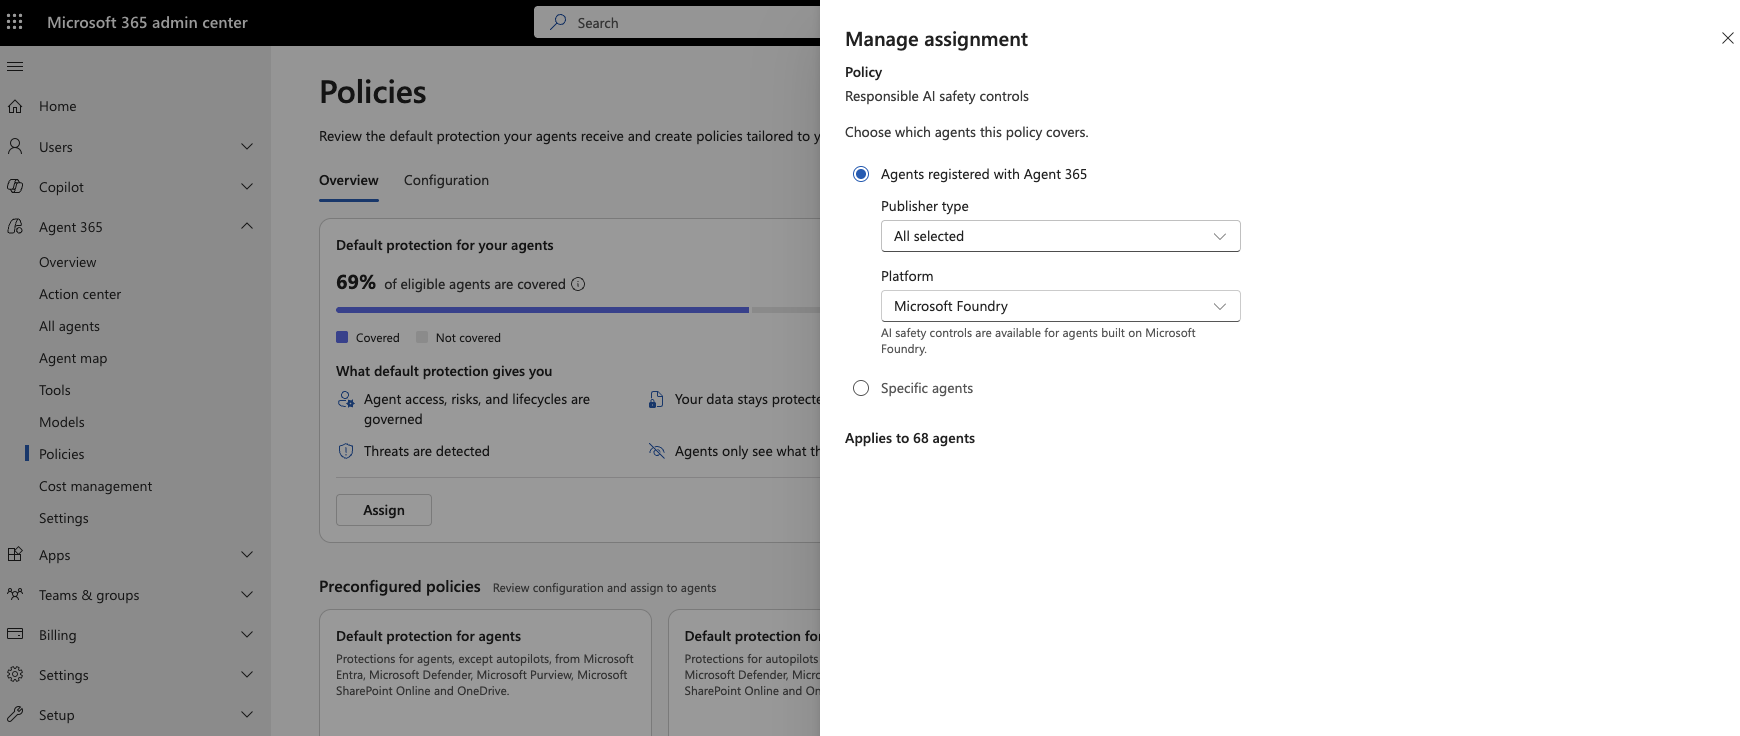 Microsoft 365 admin center
Search
Home
Users
Copilot
Agent 365
Overview
Action center
All agents
Agent map
Tools
Models
Policies
Cost management
Settings
Apps
Teams & groups
Billing
Settings
Setup
Policies
Review the default protection your agents receive and create policies tailored to y
Overview
Configuration
Default protection for your agents
69% of eligible agents are covered
Covered
Not covered
What default protection gives you
Agent access, risks, and lifecycles are
governed
Your data stays protecte
Threats are detected
Agents only see what th
Assign
Preconfigured policies Review configuration and assign to agents
Default protection for agents
Protections for agents, except autopilots, from Microsoft
Entra, Microsoft Defender, Microsoft Purview, Microsoft
SharePoint Online and OneDrive.
Default protection fo
Protections for autopilots
Microsoft Defender, Micro
SharePoint Online and On
Manage assignment
Policy
Responsible AI safety controls
Choose which agents this policy covers.
Agents registered with Agent 365
Publisher type
All selected
Platform
Microsoft Foundry
AI safety controls are available for agents built on Microsoft
Foundry.
Specific agents
Applies to 68 agents